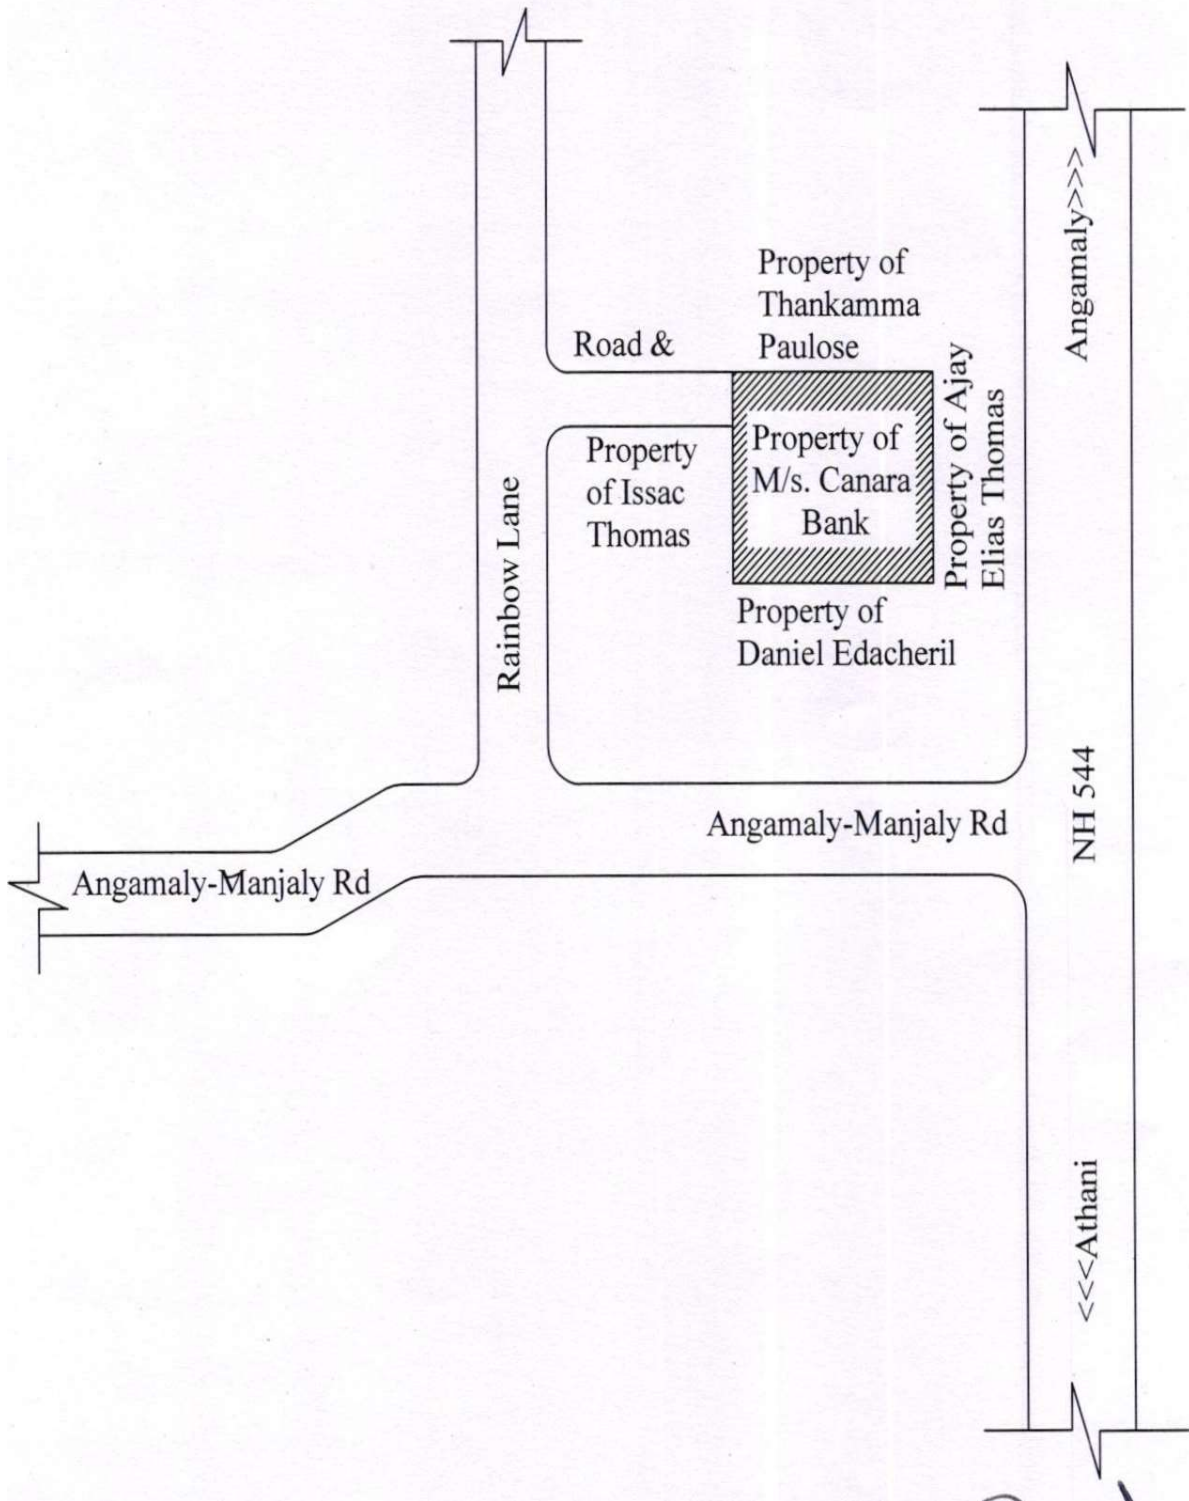 Angamaly>>>
Property of
Thankamma
Paulose
Road &
Property of Ajay
Elias Thomas
Property of
M/s. Canara
Bank
Property
of Issac
Thomas
Rainbow Lane
Property of
Daniel Edacheril
NH 544
Angamaly-Manjaly Rd
Angamaly-Manjaly Rd
<<<Athani